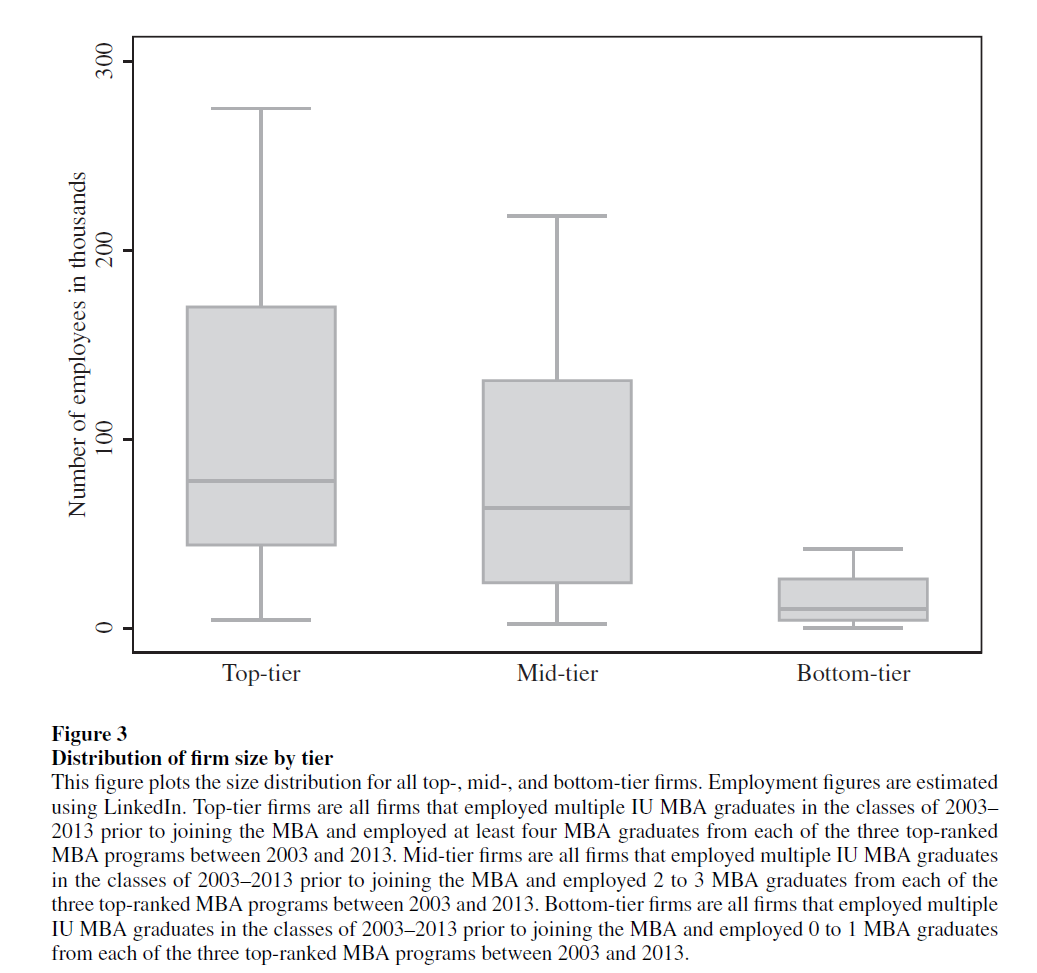 300
200
100
0
Number of employees in thousands
Top-tier
Mid-tier
Bottom-tier
Figure 3
Distribution of firm size by tier
This figure plots the size distribution for all top-, mid-, and bottom-tier firms. Employment figures are estimated
using LinkedIn. Top-tier firms are all firms that employed multiple IU MBA graduates in the classes of 2003–
2013 prior to joining the MBA and employed at least four MBA graduates from each of the three top-ranked
MBA programs between 2003 and 2013. Mid-tier firms are all firms that employed multiple IU MBA graduates
in the classes of 2003–2013 prior to joining the MBA and employed 2 to 3 MBA graduates from each of the
three top-ranked MBA programs between 2003 and 2013. Bottom-tier firms are all firms that employed multiple
IU MBA graduates in the classes of 2003–2013 prior to joining the MBA and employed 0 to 1 MBA graduates
from each of the three top-ranked MBA programs between 2003 and 2013.